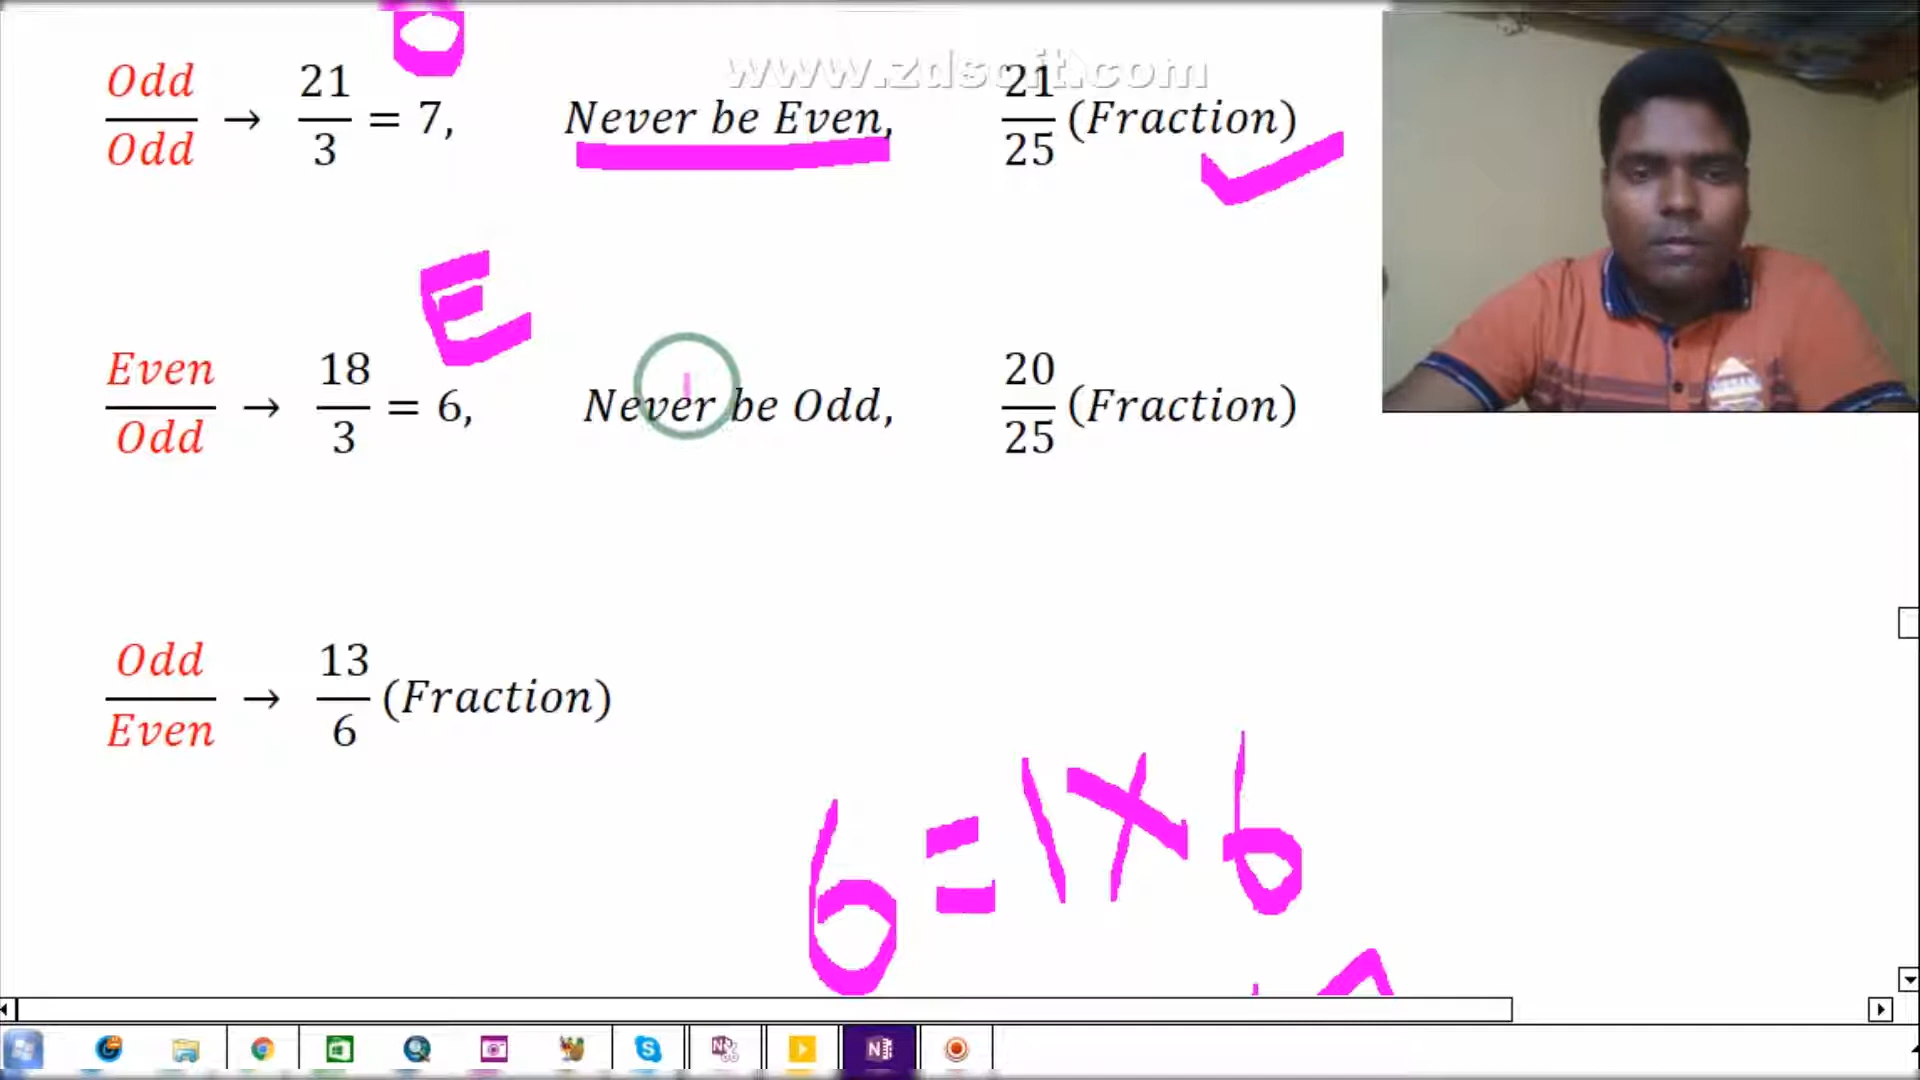 www.zdsoft.com
Odd/Odd → 21/3 = 7, Never be Even, 21/25 (Fraction)
E
Even/Odd → 18/3 = 6, Never be Odd, 20/25 (Fraction)
Odd/Even → 13/6 (Fraction)
6 = 1 × 6